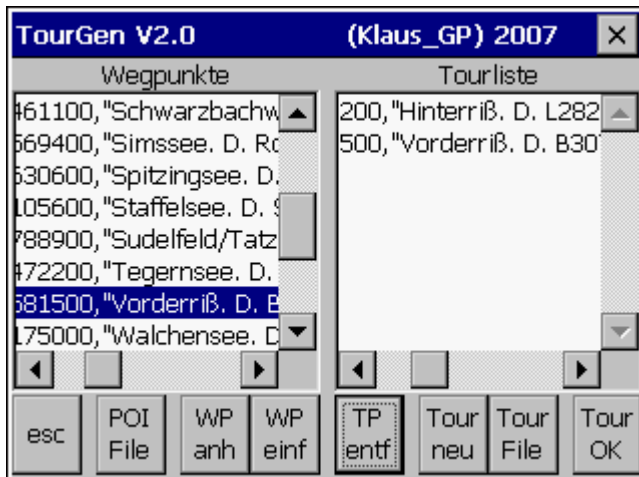 TourGen V2.0 (Klaus_GP) 2007
Wegpunkte
461100,"Schwarzbachw
569400,"Simssee. D. Ro
530600,"Spitzingsee. D.
105600,"Staffelsee. D. S
788900,"Sudelfeld/Tatz
472200,"Tegernsee. D.
581500,"Vorderriß. D. B
175000,"Walchensee. D
Tourliste
200,"Hinterriß. D. L282
500,"Vorderriß. D. B307
esc
POI
File
WP
anh
WP
einf
TP
entf
Tour
neu
Tour
File
Tour
OK